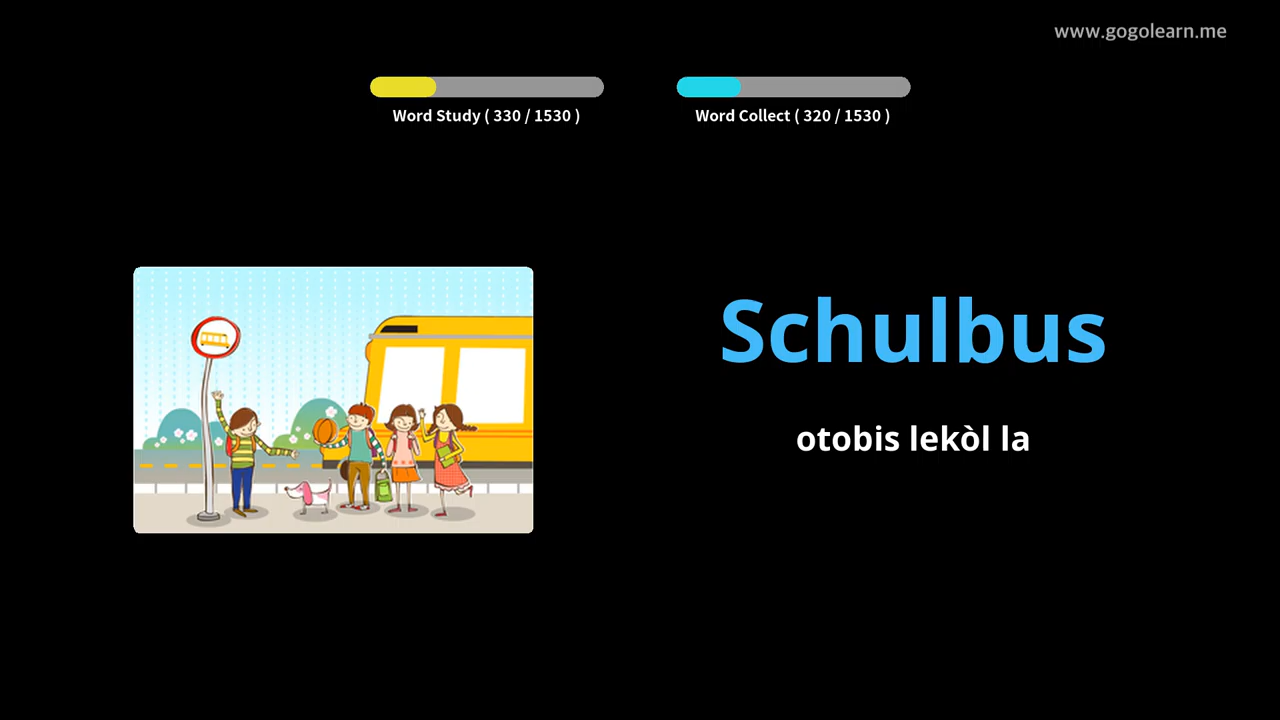 www.gogolearn.me
Word Study ( 330 / 1530 )
Word Collect ( 320 / 1530 )
Schulbus
otobis lekòl la